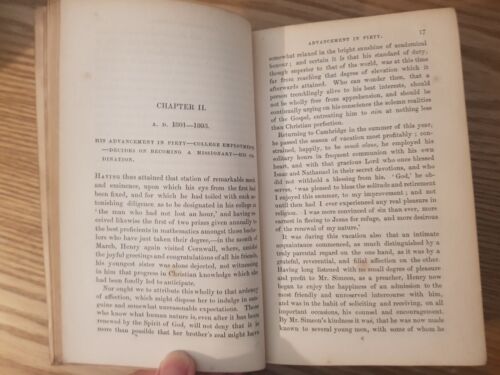 CHAPTER II.
A. D. 1801—1803.
HIS ADVANCEMENT IN PIETY—COLLEGE EMPLOYMENTS
—DECIDES ON BECOMING A MISSIONARY—HIS OR-
DINATION.
HAVING thus attained that station of remarkable merit
and eminence, upon which his eye from the first had
been fixed, and for which he had toiled with such as-
tonishing diligence as to be designated in his college as
'the man who had not lost an hour,' and having re-
ceived likewise the first of two prizes given annually to
the best proficients in mathematics amongst those bache-
lors who have just taken their degree,—in the month of
March, Henry again visited Cornwall, where, amidst
the joyful greetings and congratulations of all his friends,
his youngest sister was alone dejected, not witnessing
in him that progress in Christian knowledge which she
had been fondly led to anticipate.
Nor ought we to attribute this wholly to that ardency
of affection, which might dispose her to indulge in san-
guine and somewhat unreasonable expectations. Those
who know what human nature is, even after it has been
renewed by the Spirit of God, will not deny that it is
more than possible that her brother's zeal might have
ADVANCEMENT IN PIETY. 17
somewhat relaxed in the bright sunshine of academical
honour; and certain it is that his standard of duty,
though superior to that of the world, was at this time
far from reaching that degree of elevation which it
afterwards attained. Who can wonder then, that a
person tremblingly alive to his best interests, should
not be wholly free from apprehension, and should be
continually urging on his conscience the solemn realities
of the Gospel, entreating him to aim at nothing less
than Christian perfection.
Returning to Cambridge in the summer of this year,
he passed the season of vacation most profitably; con-
strained, happily, to be much alone, he employed his
solitary hours in frequent communion with his own
heart, and with that gracious Lord who once blessed
Isaac and Nathanael in their secret devotions, and who
did not withhold a blessing from his. 'God,' he ob-
serves, 'was pleased to bless the solitude and retirement
I enjoyed this summer, to my improvement; and not
until then had I ever experienced any real pleasure in
religion. I was more convinced of sin than ever, more
earnest in fleeing to Jesus for refuge, and more desirous
of the renewal of my nature.'
It was during this vacation also that an intimate
acquaintance commenced, as much distinguished by a
truly parental regard on the one hand, as it was by a
grateful, reverential, and filial affection on the other.
Having long listened with no small degree of pleasure
and profit to Mr. Simeon, as a preacher, Henry now
began to enjoy the happiness of an admission to the
most friendly and unreserved intercourse with him,
and was in the habit of soliciting and receiving, on all
important occasions, his counsel and encouragement.
By Mr. Simeon's kindness it was, that he was now made
known to several young men, with some of whom he